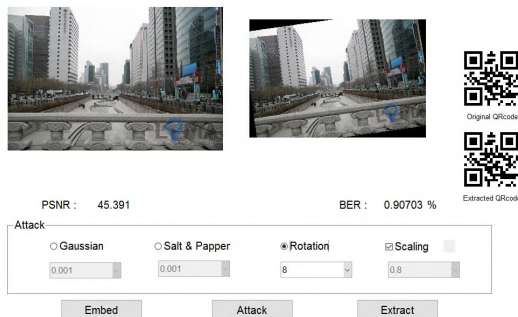 Original QRcode
Extracted QRcode
PSNR : 45.391
BER : 0.90703 %
Attack
Gaussian
Salt & Papper
Rotation
Scaling
0.001
0.001
8
0.8
Embed
Attack
Extract